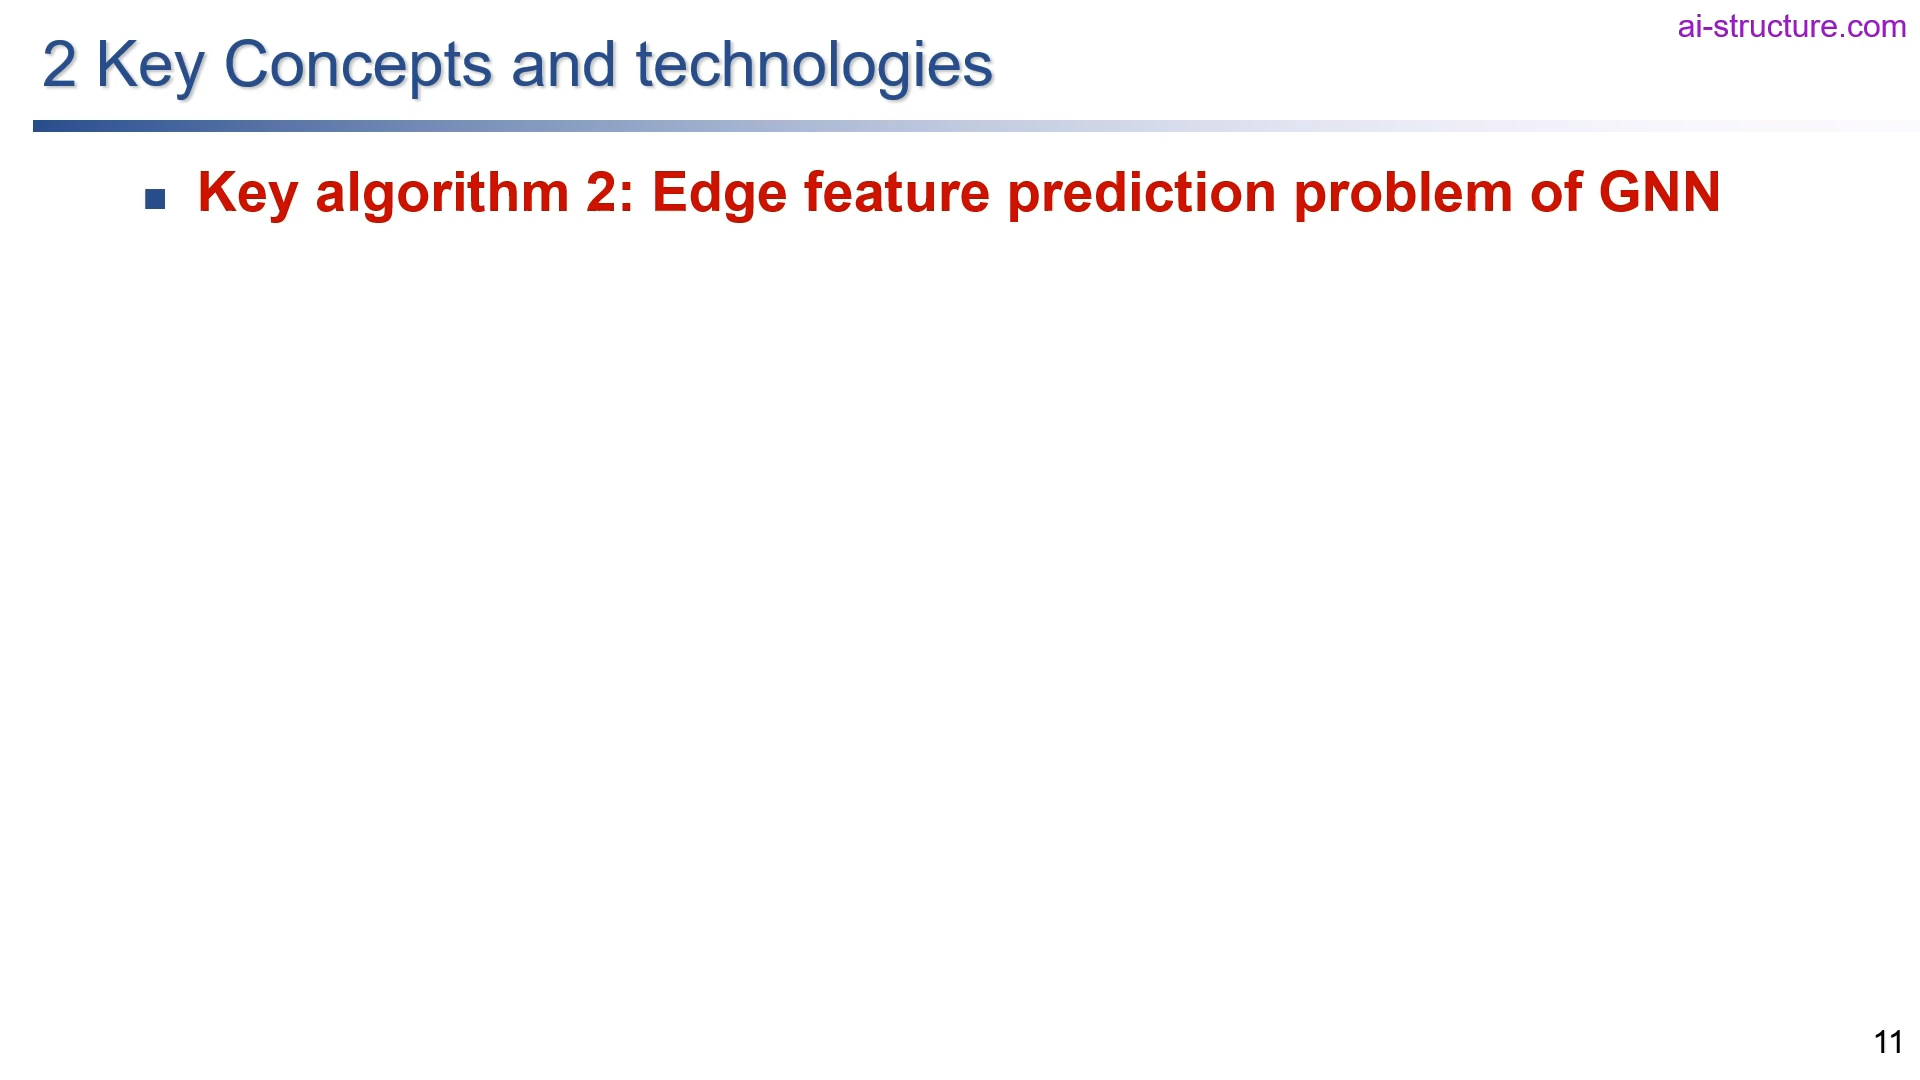 ai-structure.com
2 Key Concepts and technologies
Key algorithm 2: Edge feature prediction problem of GNN
11